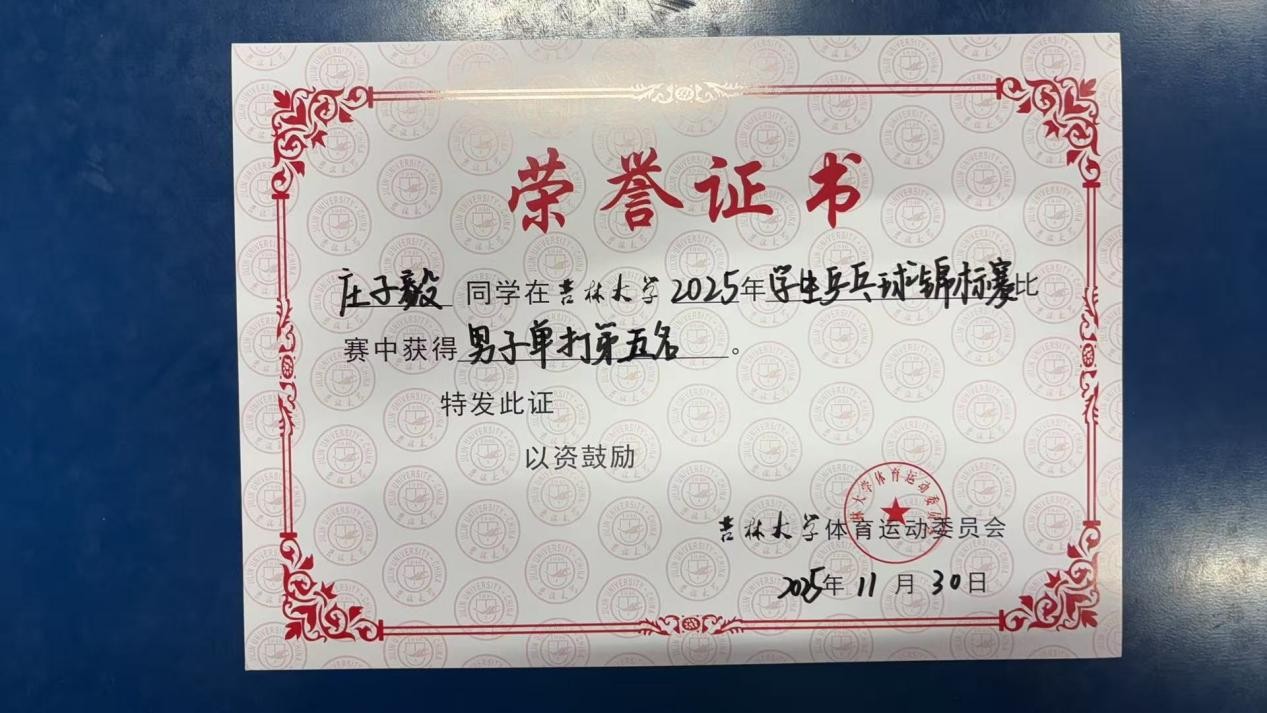 荣誉证书
庄子毅 同学在吉林大学2025年学生乒乓球锦标赛比
赛中获得男子单打第五名。
特发此证
以资鼓励
吉林大学体育运动委员会
2025年11月30日